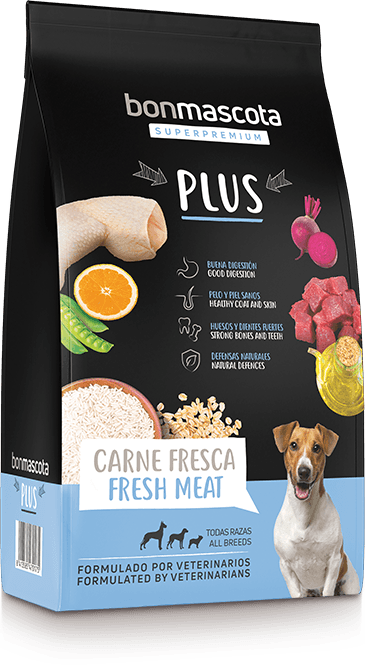 bonmascota
SUPERPREMIUM
PLUS
BUENA DIGESTIÓN
GOOD DIGESTION
PELO Y PIEL SANOS
HEALTHY COAT AND SKIN
HUESOS Y DIENTES FUERTES
STRONG BONES AND TEETH
DEFENSAS NATURALES
NATURAL DEFENCES
CARNE FRESCA
FRESH MEAT
TODAS RAZAS
ALL BREEDS
FORMULADO POR VETERINARIOS
FORMULATED BY VETERINARIANS
bonmascota
PLUS